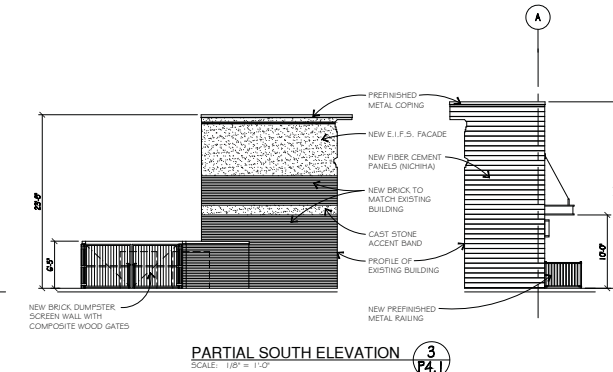 A
PREFINISHED
METAL COPING
NEW E.I.F.S. FACADE
NEW FIBER CEMENT
PANELS (NICHIHA)
NEW BRICK TO
MATCH EXISTING
BUILDING
CAST STONE
ACCENT BAND
PROFILE OF
EXISTING BUILDING
NEW PREFINISHED
METAL RAILING
10'-0"
NEW BRICK DUMPSTER
SCREEN WALL WITH
COMPOSITE WOOD GATES
PARTIAL SOUTH ELEVATION
SCALE: 1/8" = 1'-0"
3
P4.1